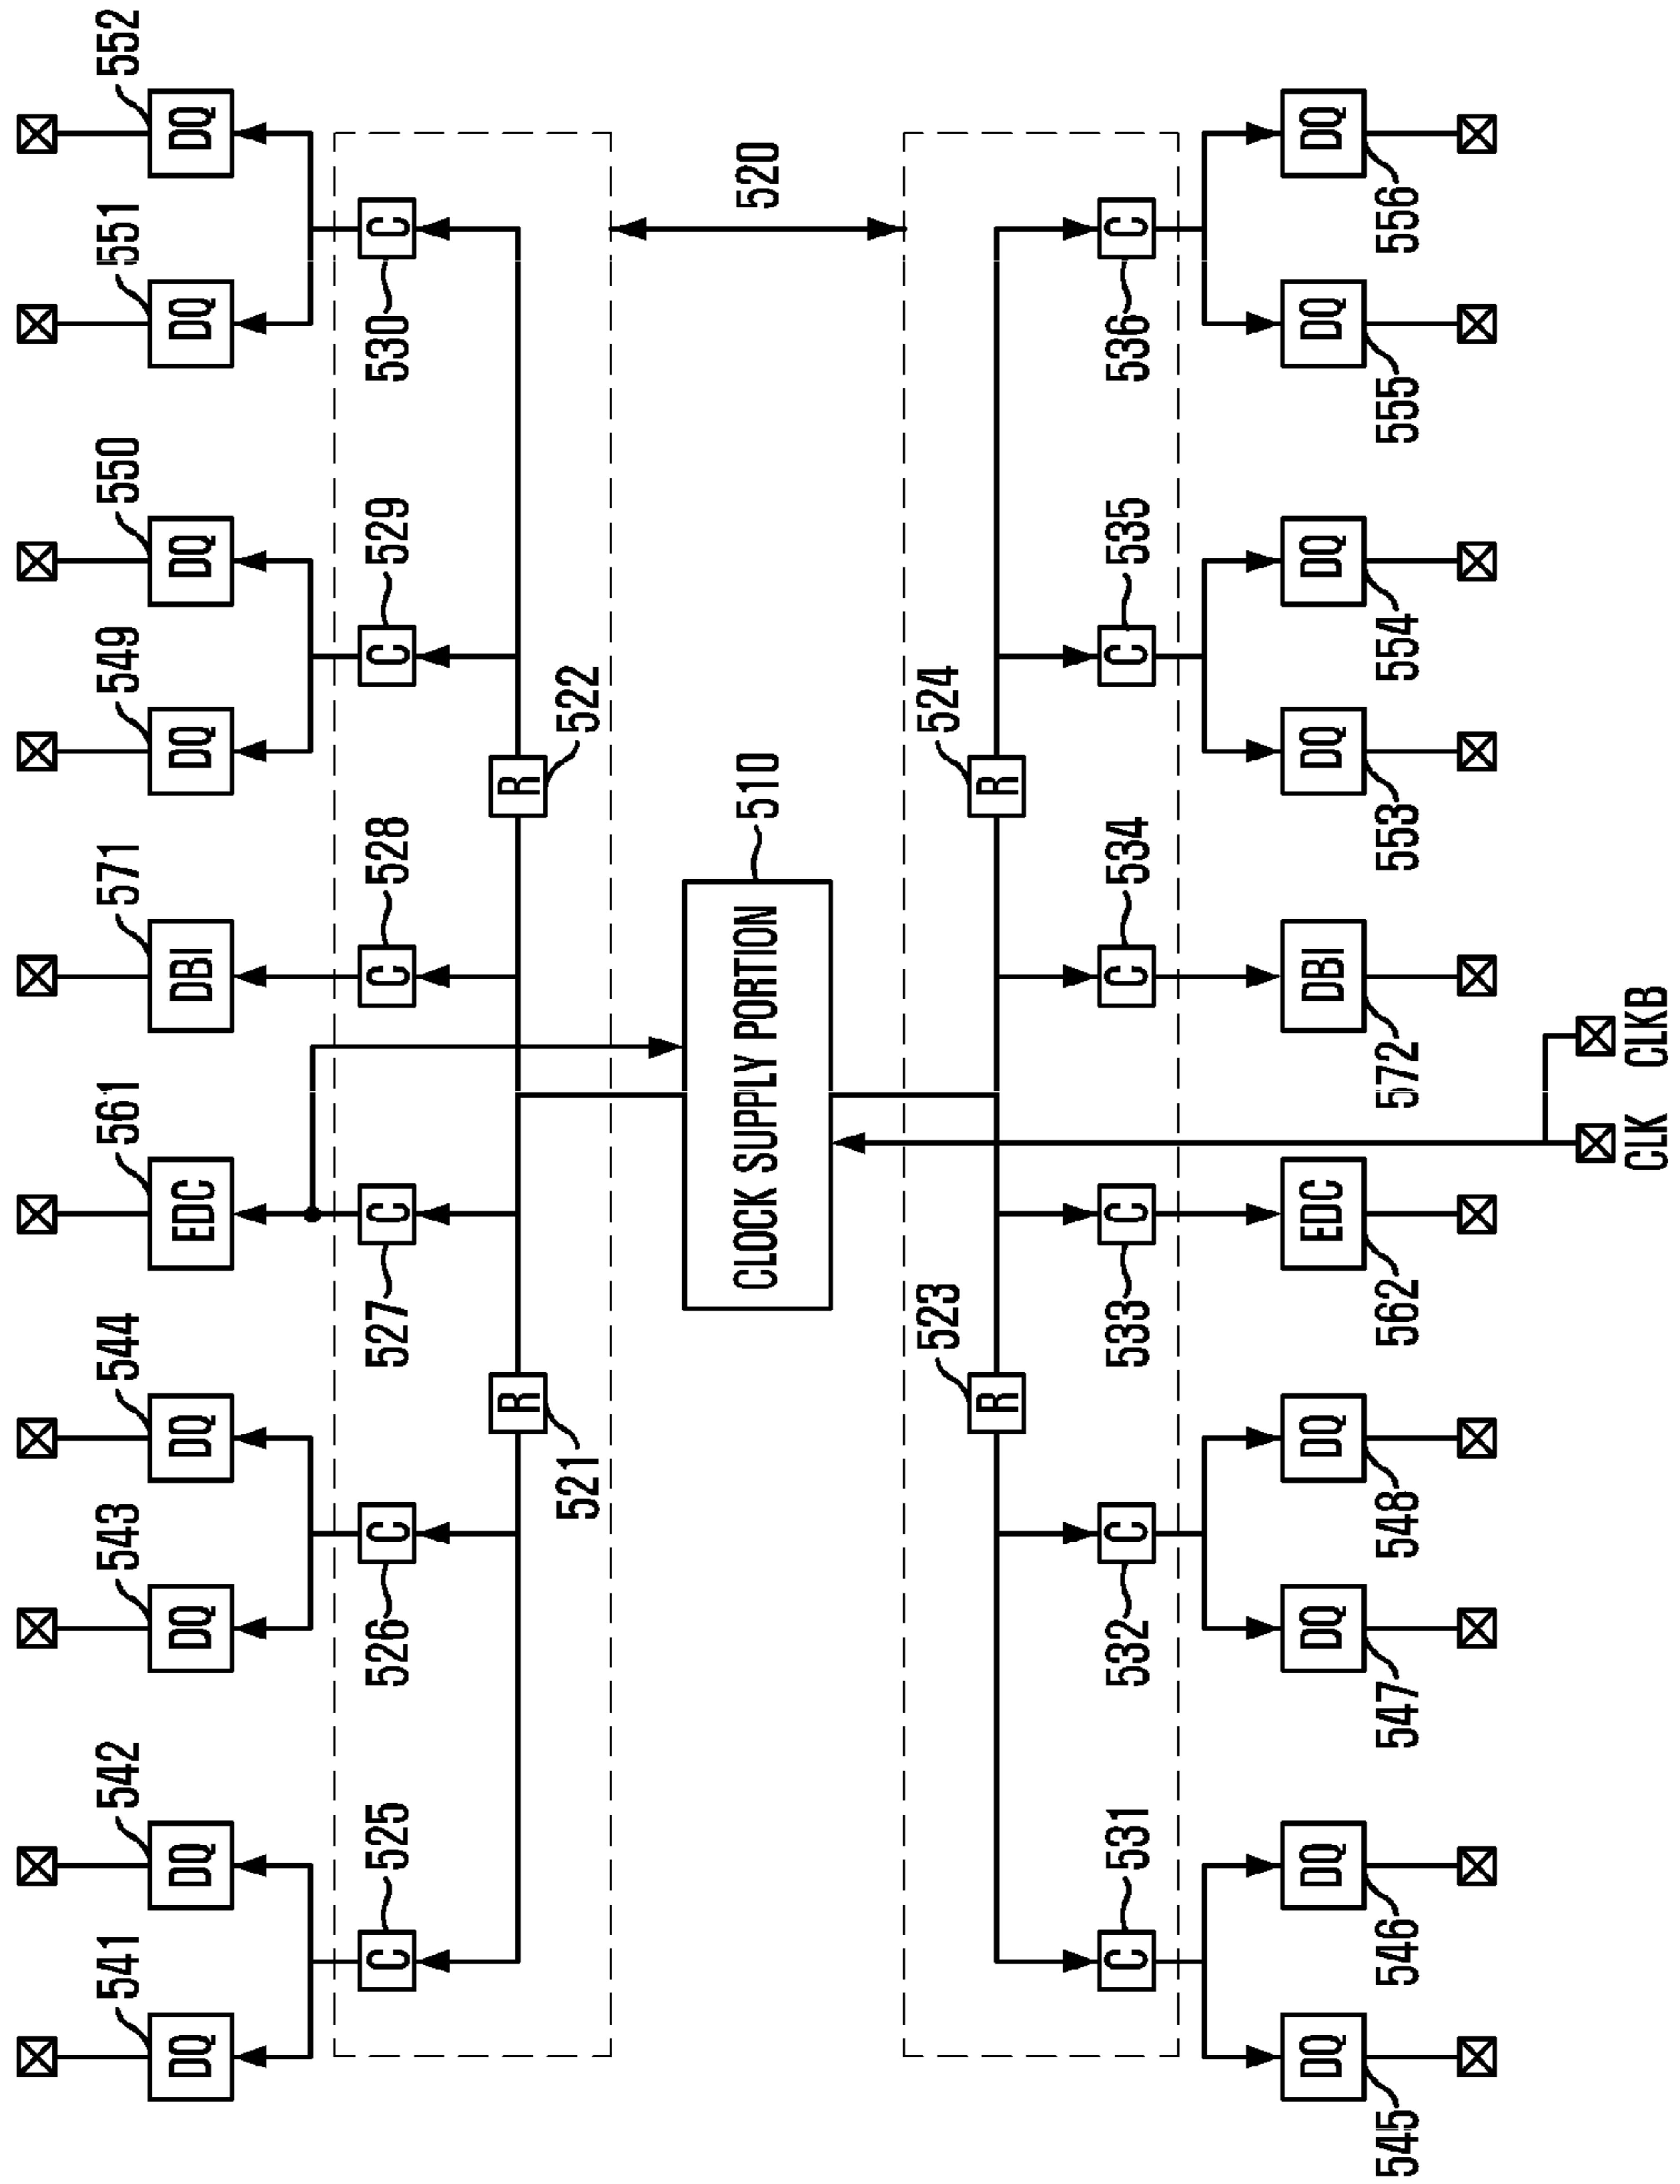 541 542 543 544 561 571 549 550 551 552
DQ DQ DQ DQ EDC DBI DQ DQ DQ DQ
C C C C C C
525 526 527 528 529 530
R R
521 522
CLOCK SUPPLY PORTION
510
520
523 524
R R
C C C C C C
531 532 533 534 535 536
DQ DQ DQ DQ EDC DBI DQ DQ DQ DQ
545 546 547 548 562 572 553 554 555 556
CLK CLKB